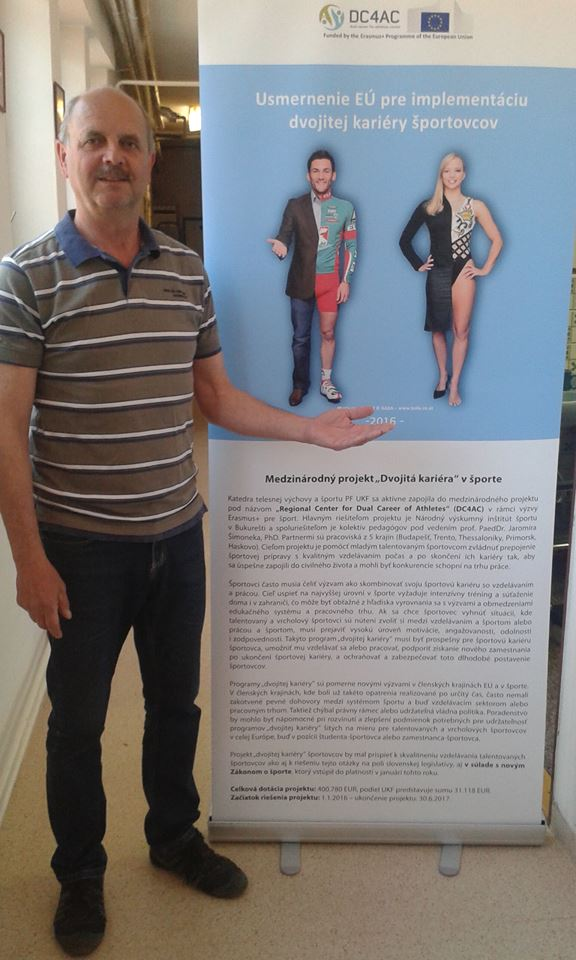 DC4AC
Funded by the Erasmus+ Programme of the European Union
Usmernenie EÚ pre implementáciu
dvojitej kariéry športovcov
-2016 -
Medzinárodný projekt „Dvojitá kariéra“ v športe
Katedra telesnej výchovy a športu PF UKF sa aktívne zapojila do medzinárodného projektu
pod názvom „Regional Center for Dual Career of Athletes“ (DC4AC) v rámci výzvy
Erasmus+ pre šport. Hlavným riešiteľom projektu je Národný výskumný inštitút športu
v Bukurešti a spoluriešiteľom je kolektív pedagógov pod vedením prof. PaedDr. Jaromíra
Šimoneka, PhD. Partnermi sú pracoviská z 5 krajín (Budapešť, Trento, Thessaloniky, Primorsk,
Haskovo). Cieľom projektu je pomôcť mladým talentovaným športovcom zvládnuť prepojenie
športovej prípravy s kvalitným vzdelávaním počas a po skončení ich kariéry tak, aby
sa úspešne zapojili do civilného života a mohli byť konkurencie schopní na trhu práce.
Športovci často musia čeliť výzvam ako skombinovať svoju športovú kariéru so vzdelávaním
a prácou. Cieľ uspieť na najvyššej úrovni v športe vyžaduje intenzívny tréning a súťaženie
doma i v zahraničí, čo môže byť obtiažné z hľadiska vyrovnania sa s výzvami a obmedzeniami
edukačného systému a pracovného trhu. Ak sa chce športovec vyhnúť situácii, kde
talentovaný a vrcholový športovci sú nútení zvoliť si medzi vzdelávaním a športom alebo
prácou a športom, musí prejaviť vysokú úroveň motivácie, angažovanosti, odolnosti
i zodpovednosti. Takýto program „dvojitej kariéry“ musí byť prospešný pre športovú kariéru
športovca, umožniť mu vzdelávať sa alebo pracovať, podporiť získanie nového zamestnania
po ukončení športovej kariéry, a ochraňovať a zabezpečovať toto dlhodobé postavenie
športovcov.
Programy „dvojitej kariéry“ sú pomerne novými výzvami v členských krajinách EU a v športe.
V členských krajinách, kde boli už takéto opatrenia realizované po určitý čas, často nemali
zakotvené pevné dohovory medzi systémom športu a buď vzdelávacím sektorom alebo
pracovným trhom. Taktiež chýbal právny rámec alebo udržateľná vládna politika. Poradenstvo
by mohlo byť nápomocné pri rozvinutí a zlepšení podmienok potrebných pre udržateľnosť
programov „dvojitej kariéry“ šitých na mieru pre talentovaných a vrcholových športovcov
v celej Európe, buď v pozícii študenta športovca alebo zamestnanca-športovca.
Projekt „dvojitej kariéry“ športovcov by mal prispieť k skvalitneniu vzdelávania talentovaných
športovcov ako aj k riešeniu tejto otázky na poli slovenskej legislatívy, aj v súlade s novým
Zákonom o športe, ktorý vstúpil do platnosti v januári tohto roku.
Celková dotácia projektu: 400.780 EUR, podiel UKF predstavuje sumu 31.118 EUR.
Začiatok riešenia projektu: 1.1.2016 – ukončenie projektu: 30.6.2017.